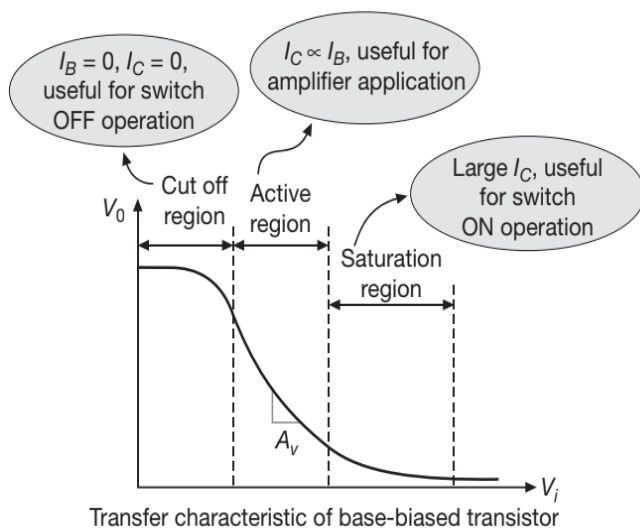 I_B = 0, I_C = 0,
useful for switch
OFF operation
I_C ∝ I_B, useful for
amplifier application
Large I_C, useful
for switch
ON operation
Cut off
region
Active
region
Saturation
region
V_0
A_v
V_i
Transfer characteristic of base-biased transistor